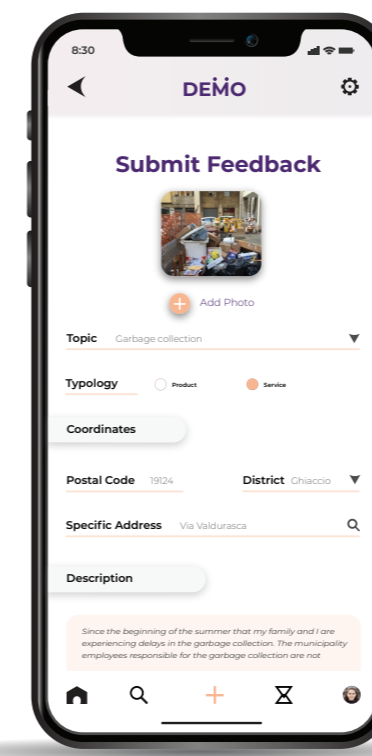 8:30
DEMO
Submit Feedback
Add Photo
Topic Garbage collection
Typology Product Service
Coordinates
Postal Code 19124 District Ghiaccio
Specific Address Via Valdurasca
Description
Since the beginning of the summer that my family and I are
experiencing delays in the garbage collection. The municipality
employees responsible for the garbage collection are not